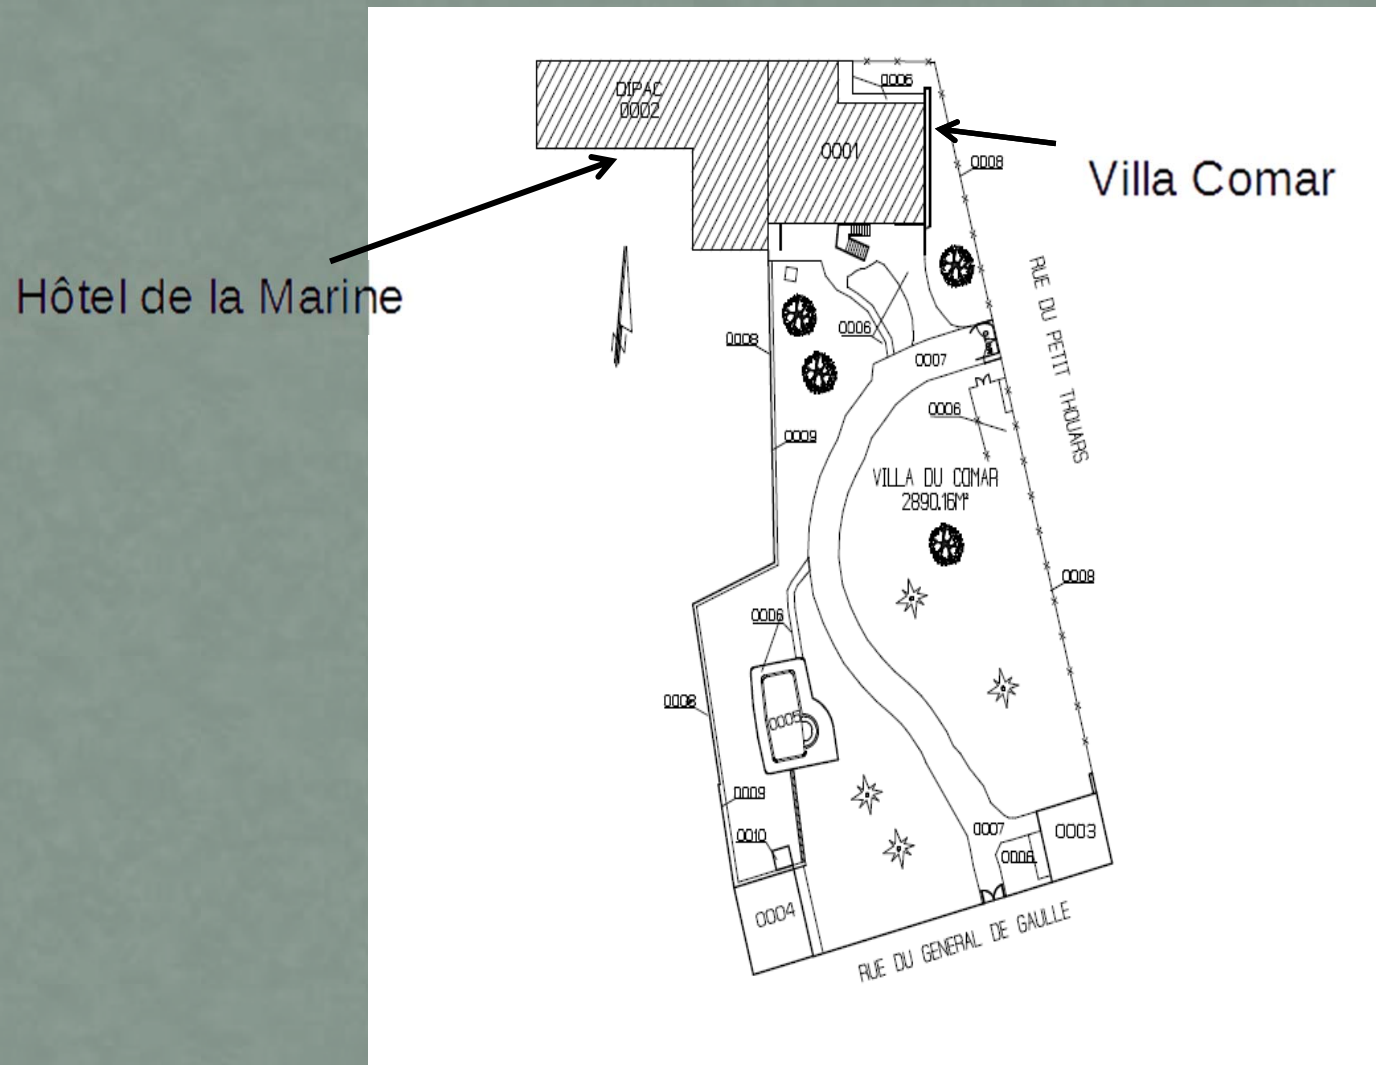 0006
DIPAC
0002
0001
0008
Villa Comar
Hôtel de la Marine
RUE DU PETIT THOUARS
0006
0008
0007
0006
0009
VILLA DU COMAR
2890.16M²
0008
0006
0008
0005
0009
0007
0003
0010
0006
0004
RUE DU GENERAL DE GAULLE